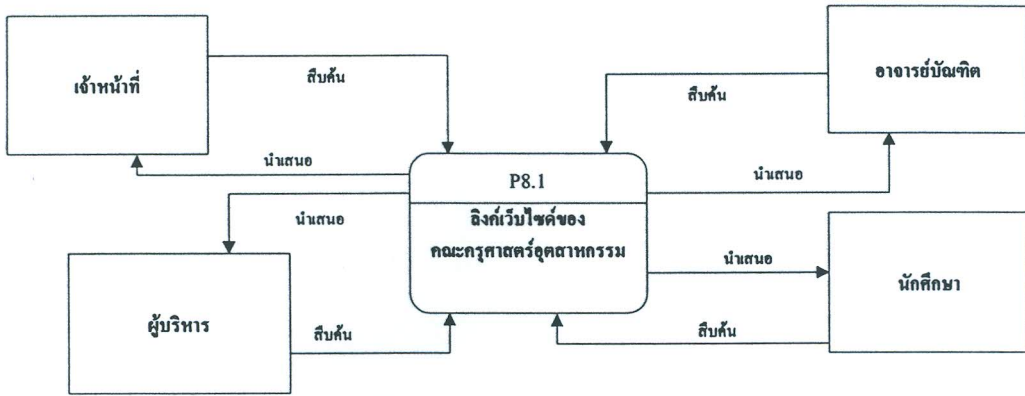 เจ้าหน้าที่
สืบค้น
อาจารย์บัณฑิต
สืบค้น
นำเสนอ
P8.1
นำเสนอ
นำเสนอ
ลิงก์เว็บไซด์ของ
คณะครุศาสตร์อุตสาหกรรม
นำเสนอ
นักศึกษา
ผู้บริหาร
สืบค้น
สืบค้น